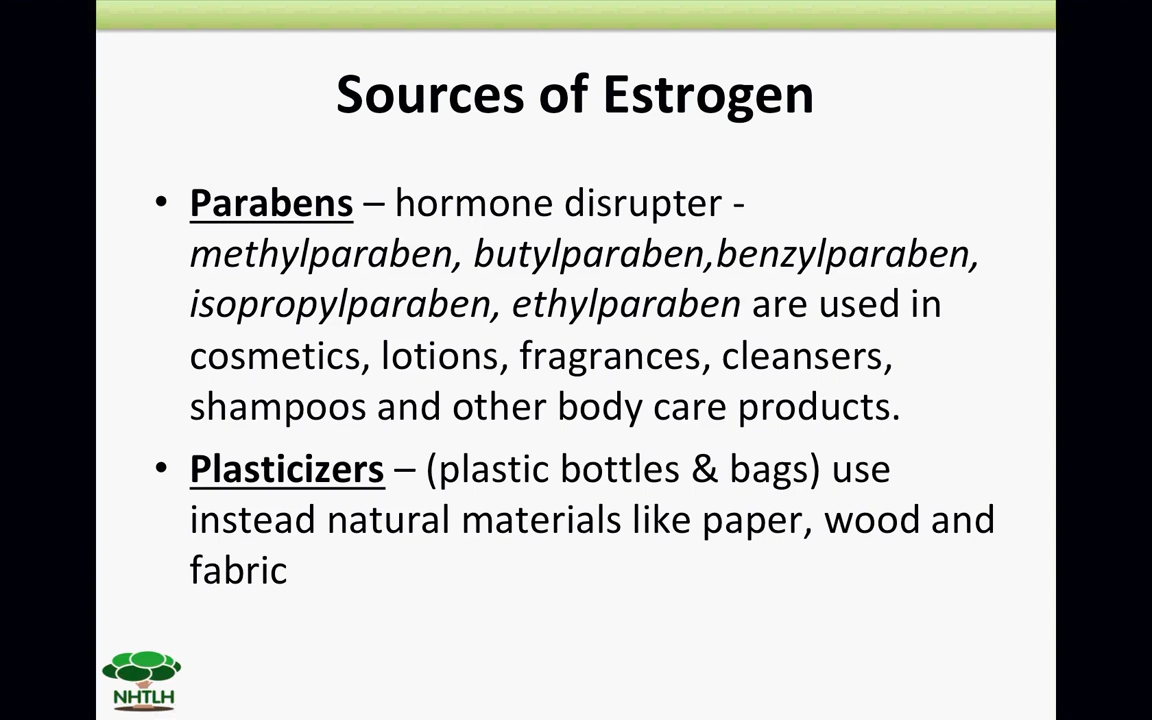 Sources of Estrogen
• Parabens – hormone disrupter -
methylparaben, butylparaben,benzylparaben,
isopropylparaben, ethylparaben are used in
cosmetics, lotions, fragrances, cleansers,
shampoos and other body care products.
• Plasticizers – (plastic bottles & bags) use
instead natural materials like paper, wood and
fabric
NHTLH